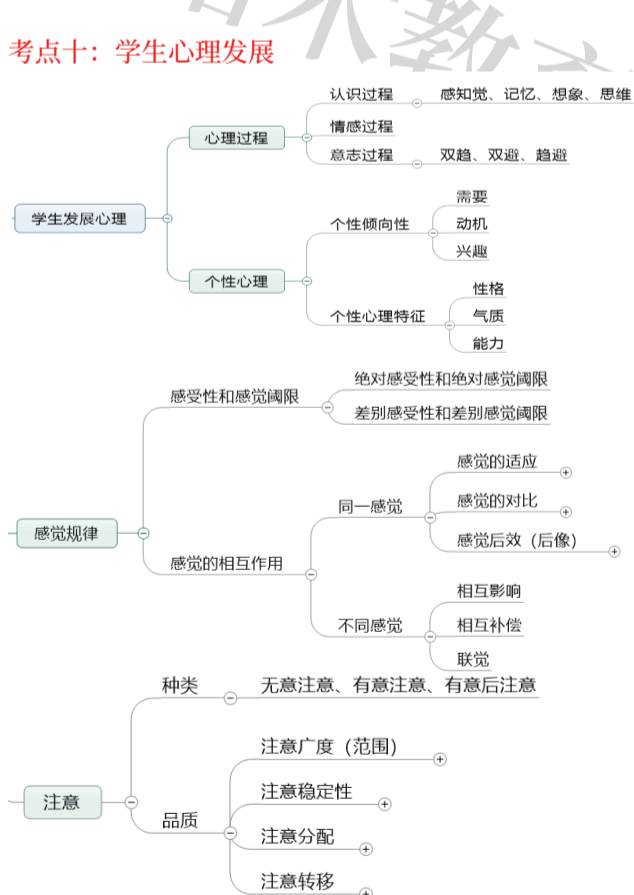 考点十：学生心理发展
学生发展心理
心理过程
认识过程
感知觉、记忆、想象、思维
情感过程
意志过程
双趋、双避、趋避
个性心理
个性倾向性
需要
动机
兴趣
个性心理特征
性格
气质
能力
感觉规律
感受性和感觉阈限
绝对感受性和绝对感觉阈限
差别感受性和差别感觉阈限
感觉的相互作用
同一感觉
感觉的适应
感觉的对比
感觉后效（后像）
不同感觉
相互影响
相互补偿
联觉
注意
种类
无意注意、有意注意、有意后注意
品质
注意广度（范围）
注意稳定性
注意分配
注意转移